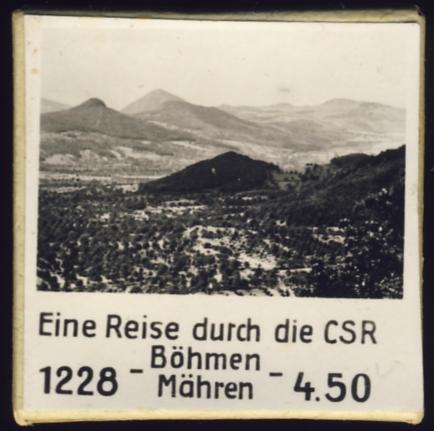 Eine Reise durch die CSR
1228 - Böhmen Mähren - 4.50